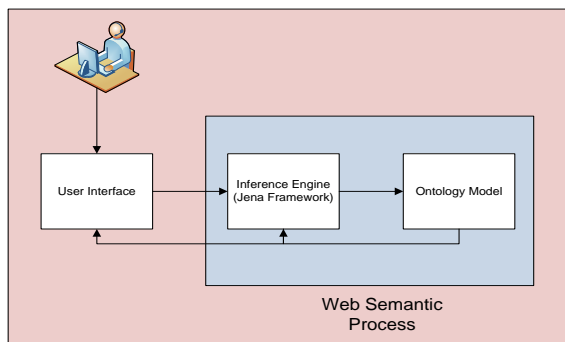 User Interface
Inference Engine
(Jena Framework)
Ontology Model
Web Semantic
Process